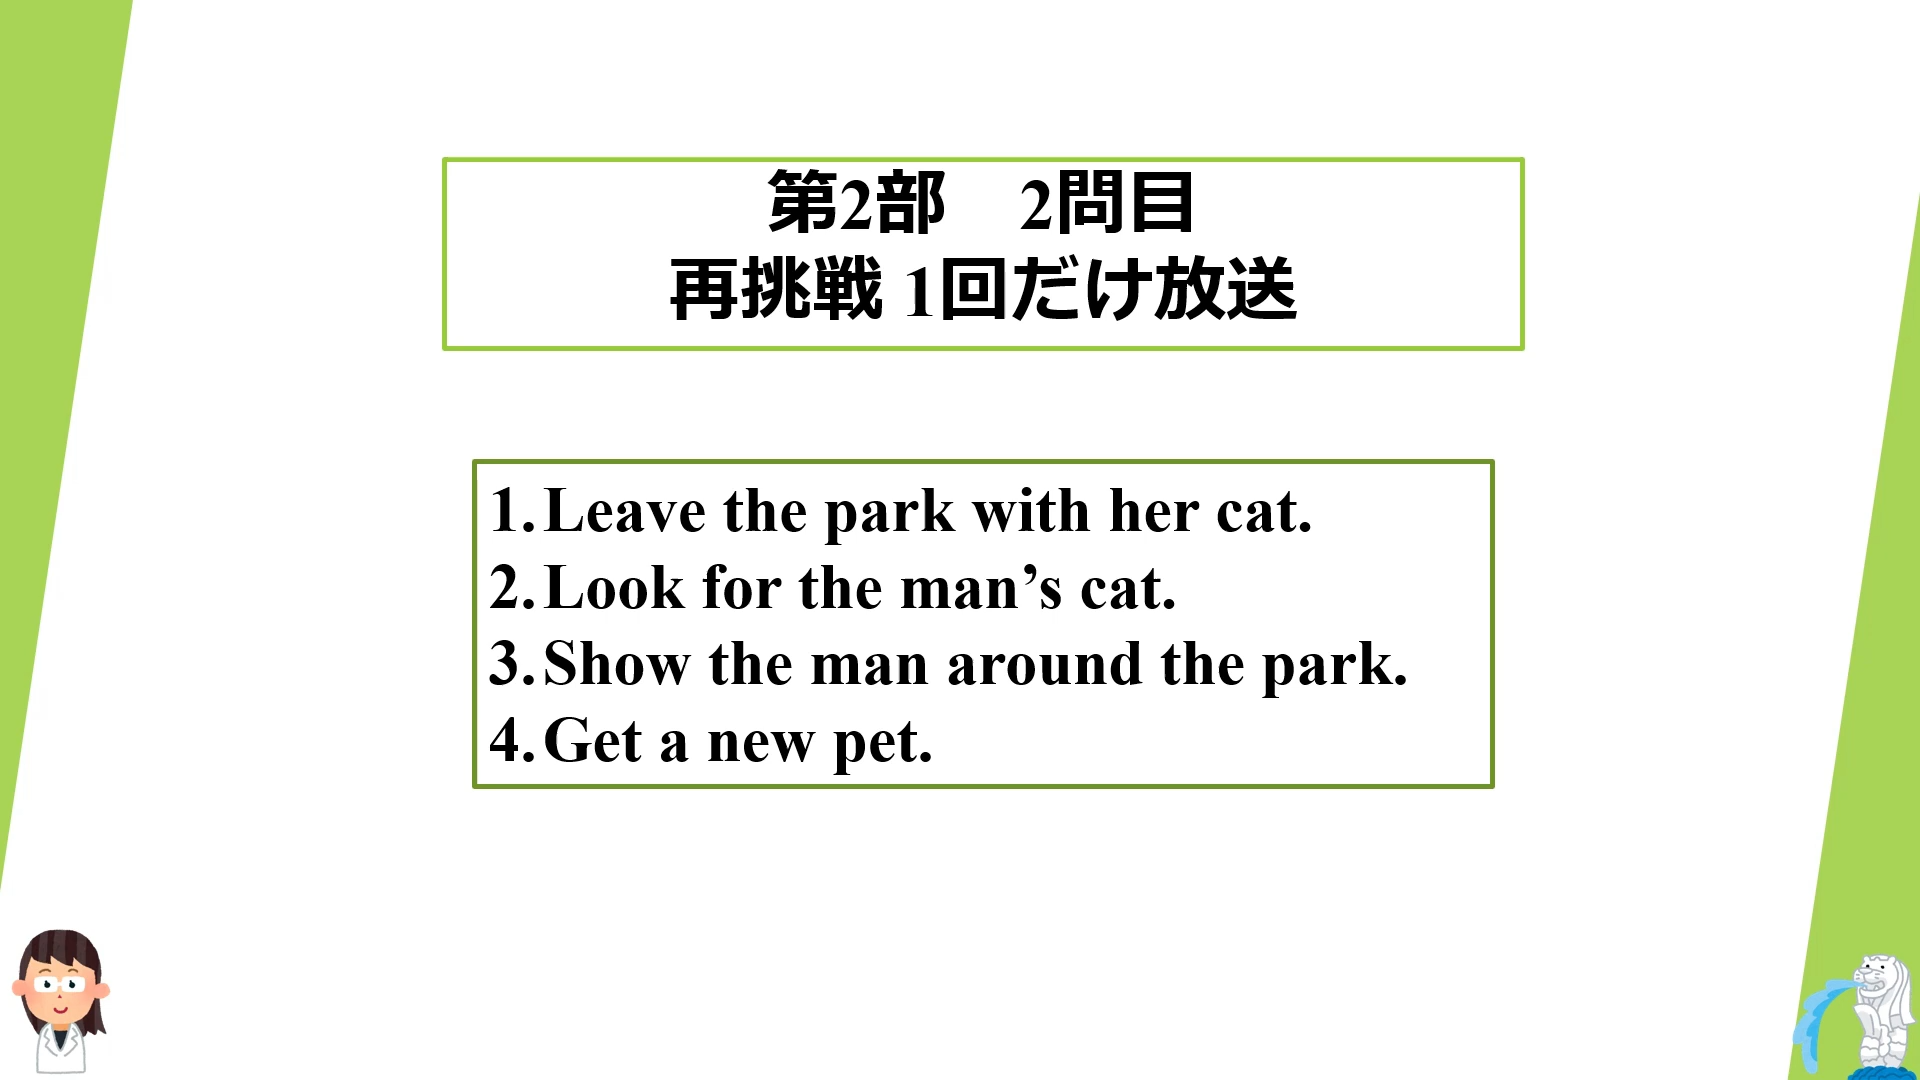 第2部　2問目
再挑戦 1回だけ放送
1. Leave the park with her cat.
2. Look for the man’s cat.
3. Show the man around the park.
4. Get a new pet.